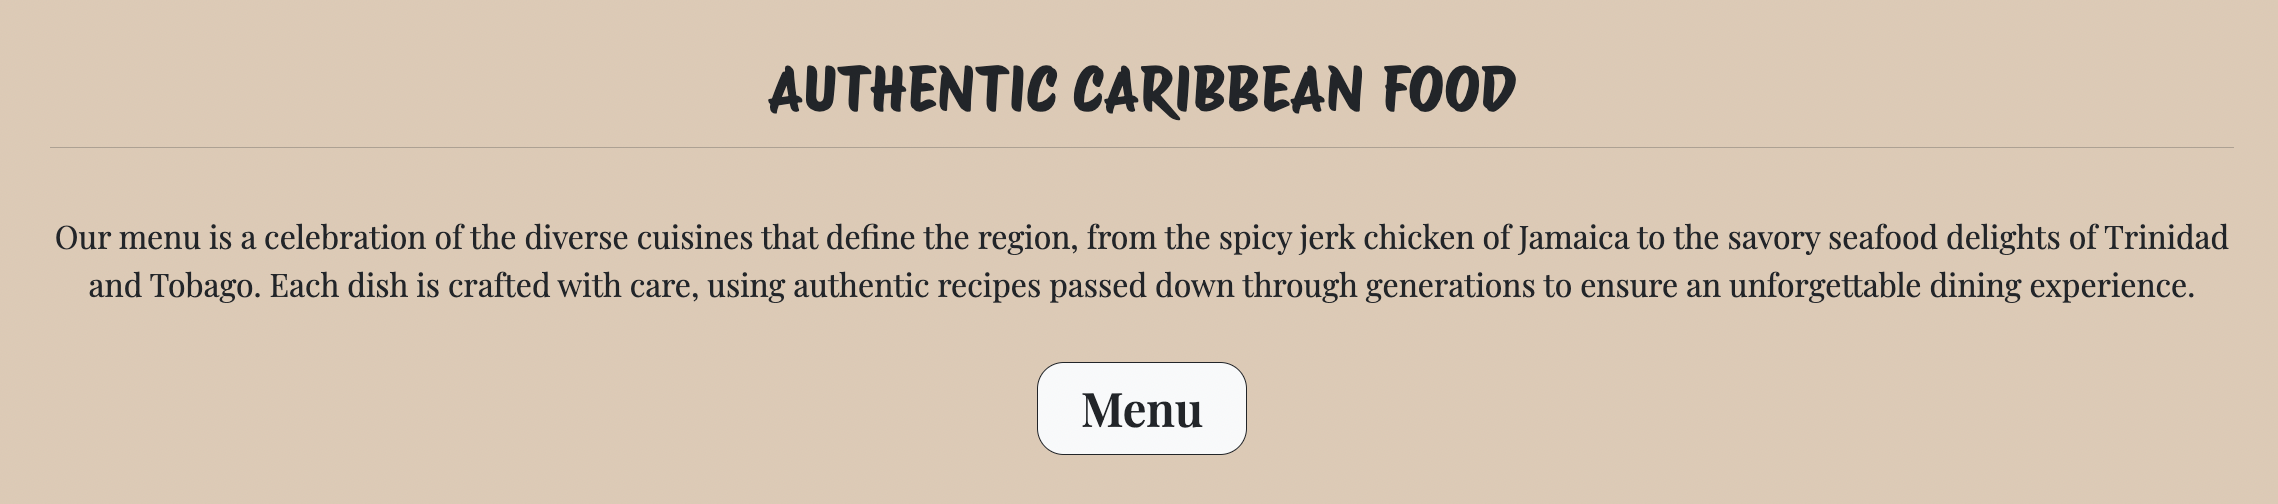 AUTHENTIC CARIBBEAN FOOD
Our menu is a celebration of the diverse cuisines that define the region, from the spicy jerk chicken of Jamaica to the savory seafood delights of Trinidad
and Tobago. Each dish is crafted with care, using authentic recipes passed down through generations to ensure an unforgettable dining experience.
Menu